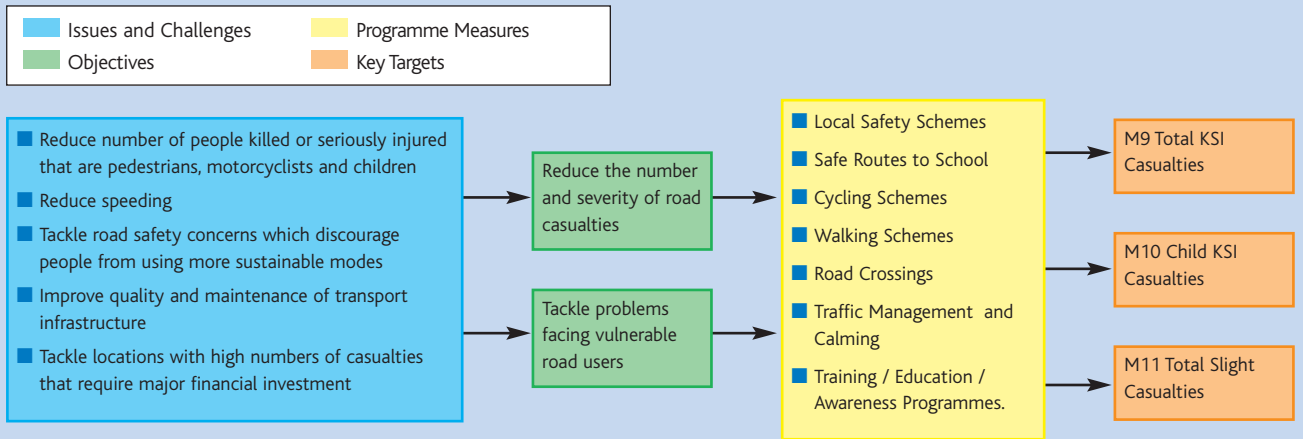 Issues and Challenges
Programme Measures
Objectives
Key Targets
Reduce number of people killed or seriously injured
that are pedestrians, motorcyclists and children
Reduce speeding
Tackle road safety concerns which discourage
people from using more sustainable modes
Improve quality and maintenance of transport
infrastructure
Tackle locations with high numbers of casualties
that require major financial investment
Reduce the number
and severity of road
casualties
Tackle problems
facing vulnerable
road users
Local Safety Schemes
Safe Routes to School
Cycling Schemes
Walking Schemes
Road Crossings
Traffic Management and
Calming
Training / Education /
Awareness Programmes.
M9 Total KSI
Casualties
M10 Child KSI
Casualties
M11 Total Slight
Casualties